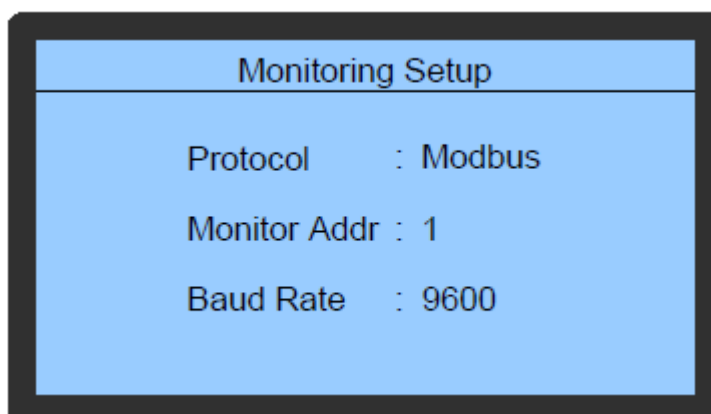 Monitoring Setup
Protocol : Modbus
Monitor Addr : 1
Baud Rate : 9600